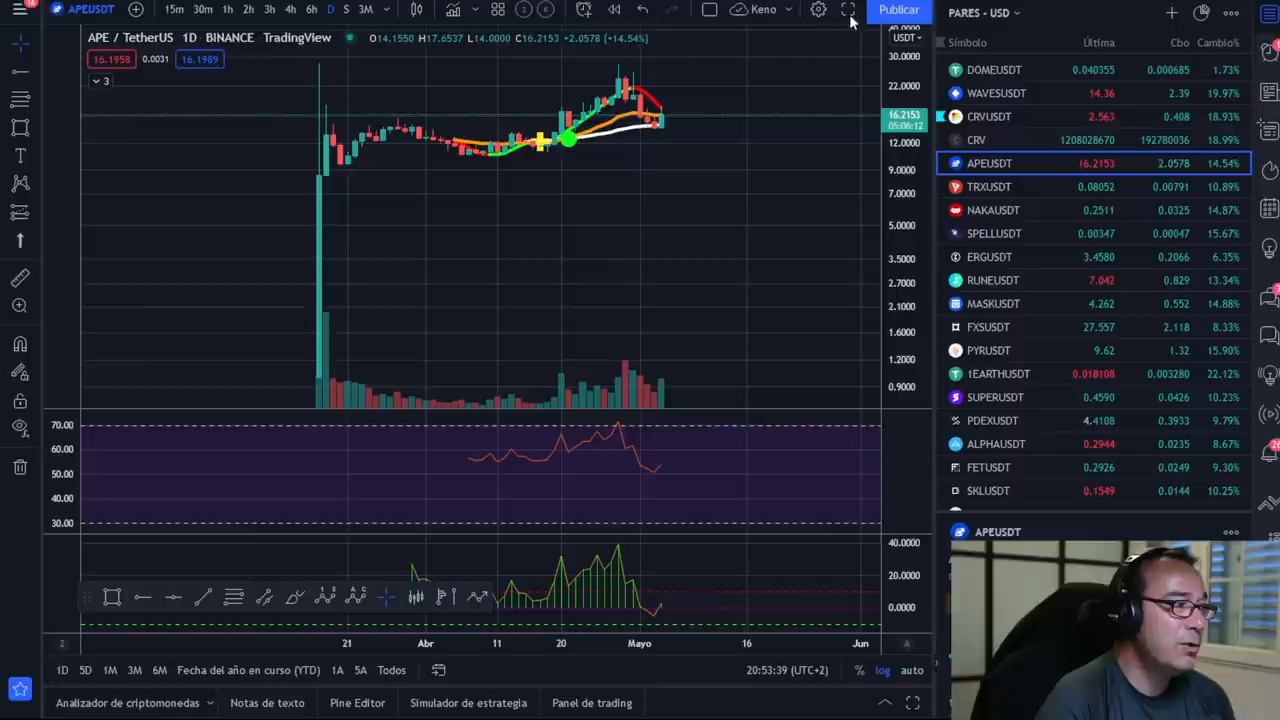 16 APEUSDT 15m 30m 1h 2h 3h 4h 6h D S 3M 2 K Keno Publicar PARES - USD
APE / TetherUS 1D BINANCE TradingView O14.1550 H17.6537 L14.0000 C16.2153 +2.0578 (+14.54%) USDT
Símbolo Última Cbo Cambio%
16.1958 0.0031 16.1989
3
30.0000
22.0000
16.2153
05:06:12
12.0000
9.0000
7.0000
5.0000
3.5000
2.7000
2.1000
1.6000
1.2000
0.9000
DOMEUSDT 0.040355 0.000685 1.73%
WAVESUSDT 14.36 2.39 19.97%
CRVUSDT 2.563 0.408 18.93%
CRV 1208028670 192780036 18.99%
APEUSDT 16.2153 2.0578 14.54%
TRXUSDT 0.08052 0.00791 10.89%
NAKAUSDT 0.2511 0.0325 14.87%
SPELLUSDT 0.00347 0.00047 15.67%
ERGUSDT 3.4580 0.2066 6.35%
RUNEUSDT 7.042 0.829 13.34%
MASKUSDT 4.262 0.552 14.88%
FXSUSDT 27.557 2.118 8.33%
PYRUSDT 9.62 1.32 15.90%
1EARTHUSDT 0.018108 0.003280 22.12%
SUPERUSDT 0.4590 0.0426 10.23%
PDEXUSDT 4.4108 0.3933 9.79%
ALPHAUSDT 0.2944 0.0235 8.67%
FETUSDT 0.2926 0.0249 9.30%
SKLUSDT 0.1549 0.0144 10.25%
APEUSDT
70.00
60.00
50.00
40.00
30.00
40.0000
20.0000
0.0000
Z 21 Abr 11 20 Mayo 16 Jun A
1D 5D 1M 3M 6M Fecha del año en curso (YTD) 1A 5A Todos 20:53:39 (UTC+2) % log auto
Analizador de criptomonedas Notas de texto Pine Editor Simulador de estrategia Panel de trading